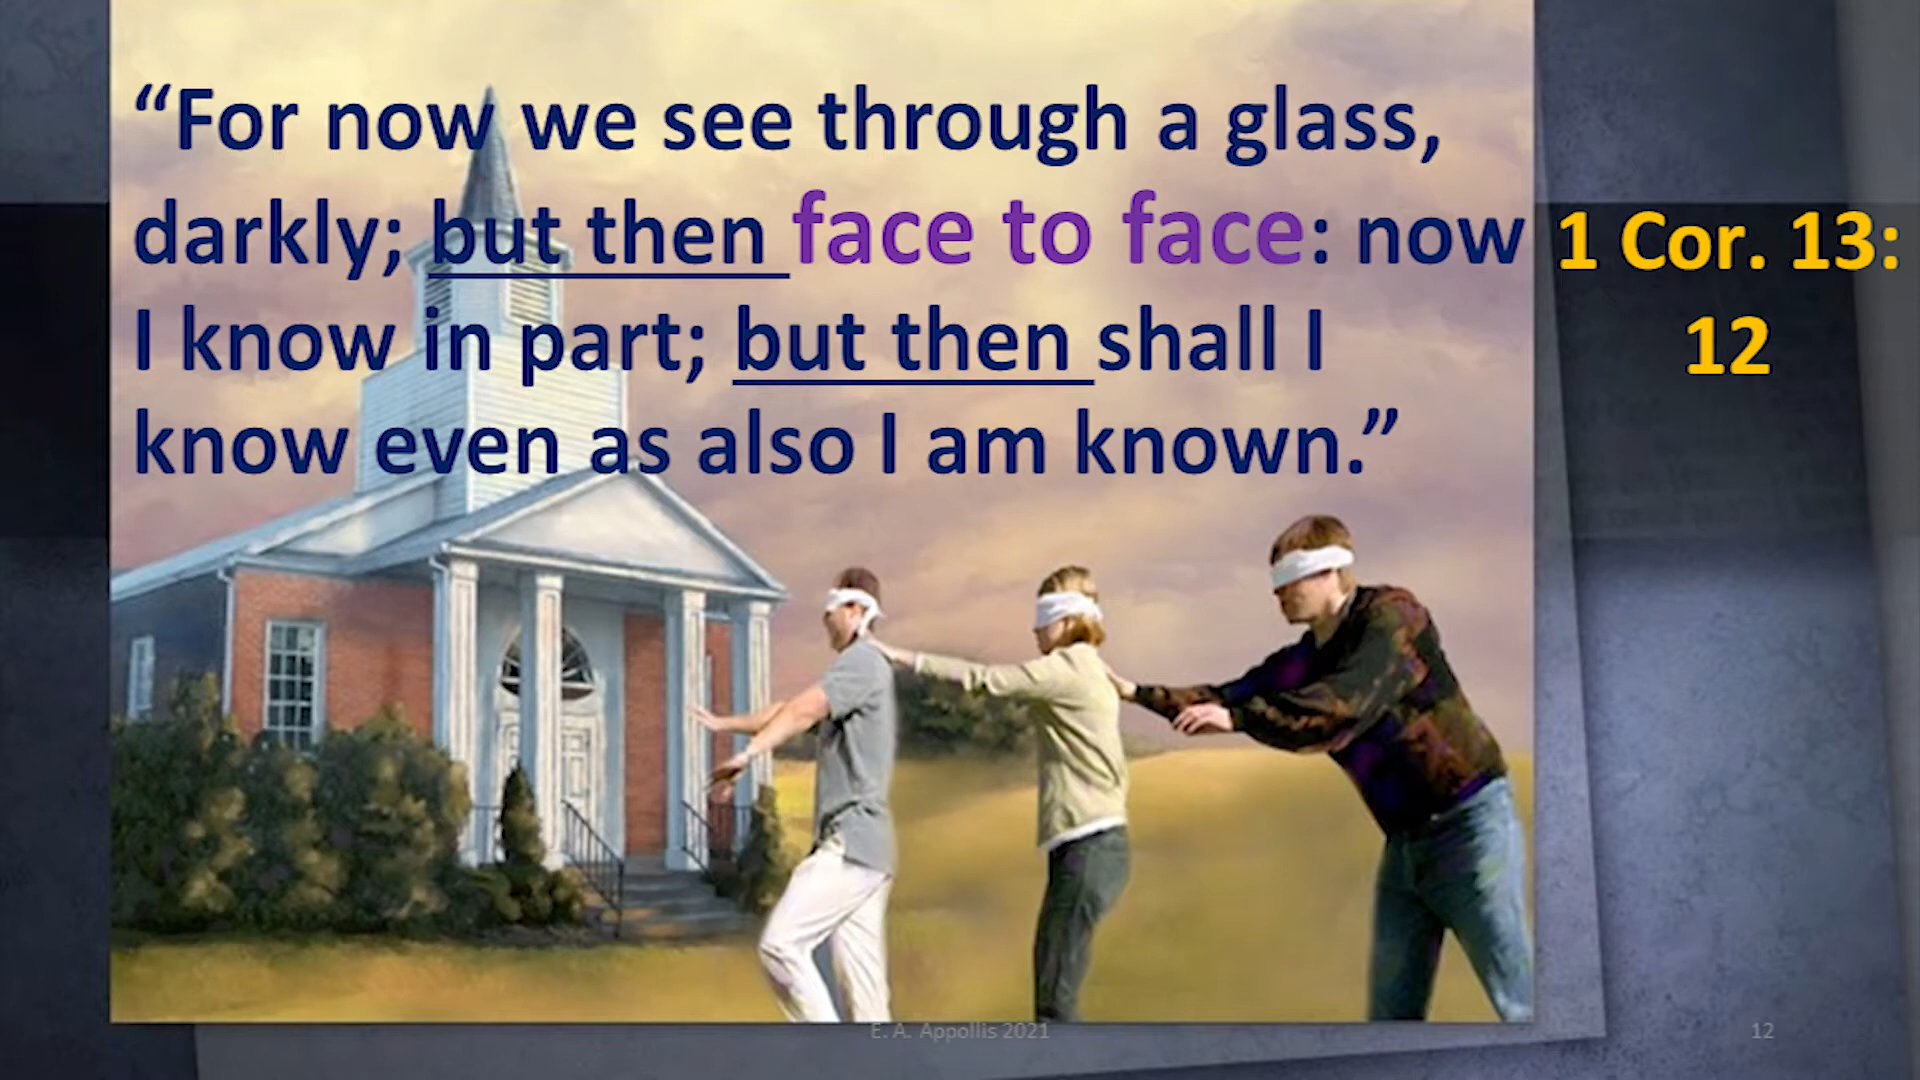 “For now we see through a glass,
darkly; but then face to face: now
I know in part; but then shall I
know even as also I am known.”
1 Cor. 13:
12
E. A. Appollis 2021
12